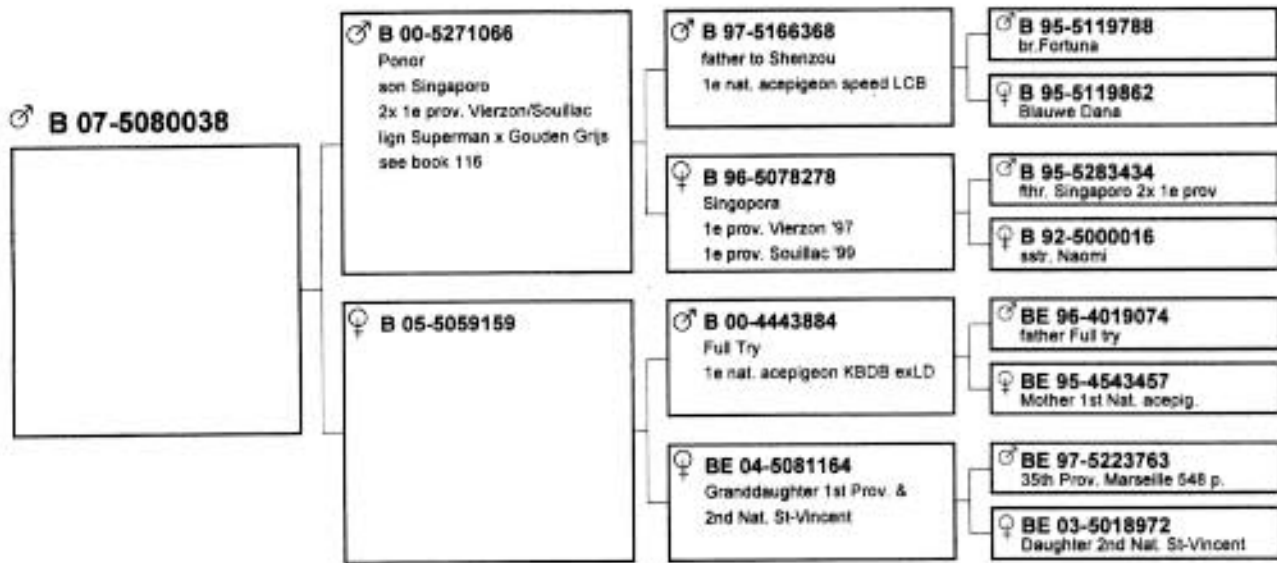 B 07-5080038
B 00-5271066
Ponor
son Singaporo
2x 1e prov. Vierzon/Souillac
lign Superman x Gouden Grijs
see book 116
B 05-5059159
B 97-5166368
father to Shenzou
1e nat. acepigeon speed LCB
B 96-5078278
Singopora
1e prov. Vierzon '97
1e prov. Souillac '99
B 00-4443884
Full Try
1e nat. acepigeon KBDB exLD
BE 04-5081164
Granddaughter 1st Prov. &
2nd Nat. St-Vincent
B 95-5119788
br.Fortuna
B 95-5119862
Blauwe Dana
B 95-5283434
fthr. Singaporo 2x 1e prov
B 92-5000016
sstr. Naomi
BE 96-4019074
father Full try
BE 95-4543457
Mother 1st Nat. acepig.
BE 97-5223763
35th Prov. Marseille 548 p.
BE 03-5018972
Daughter 2nd Nat. St-Vincent